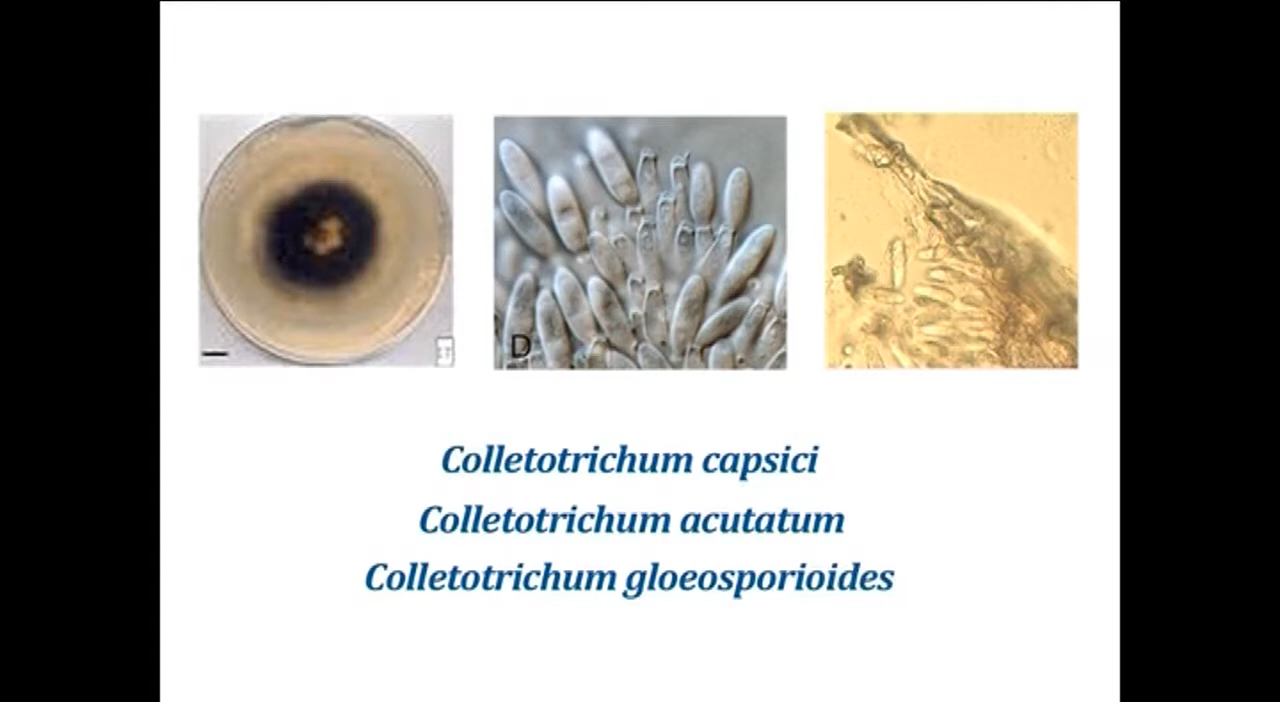 D
Colletotrichum capsici
Colletotrichum acutatum
Colletotrichum gloeosporioides